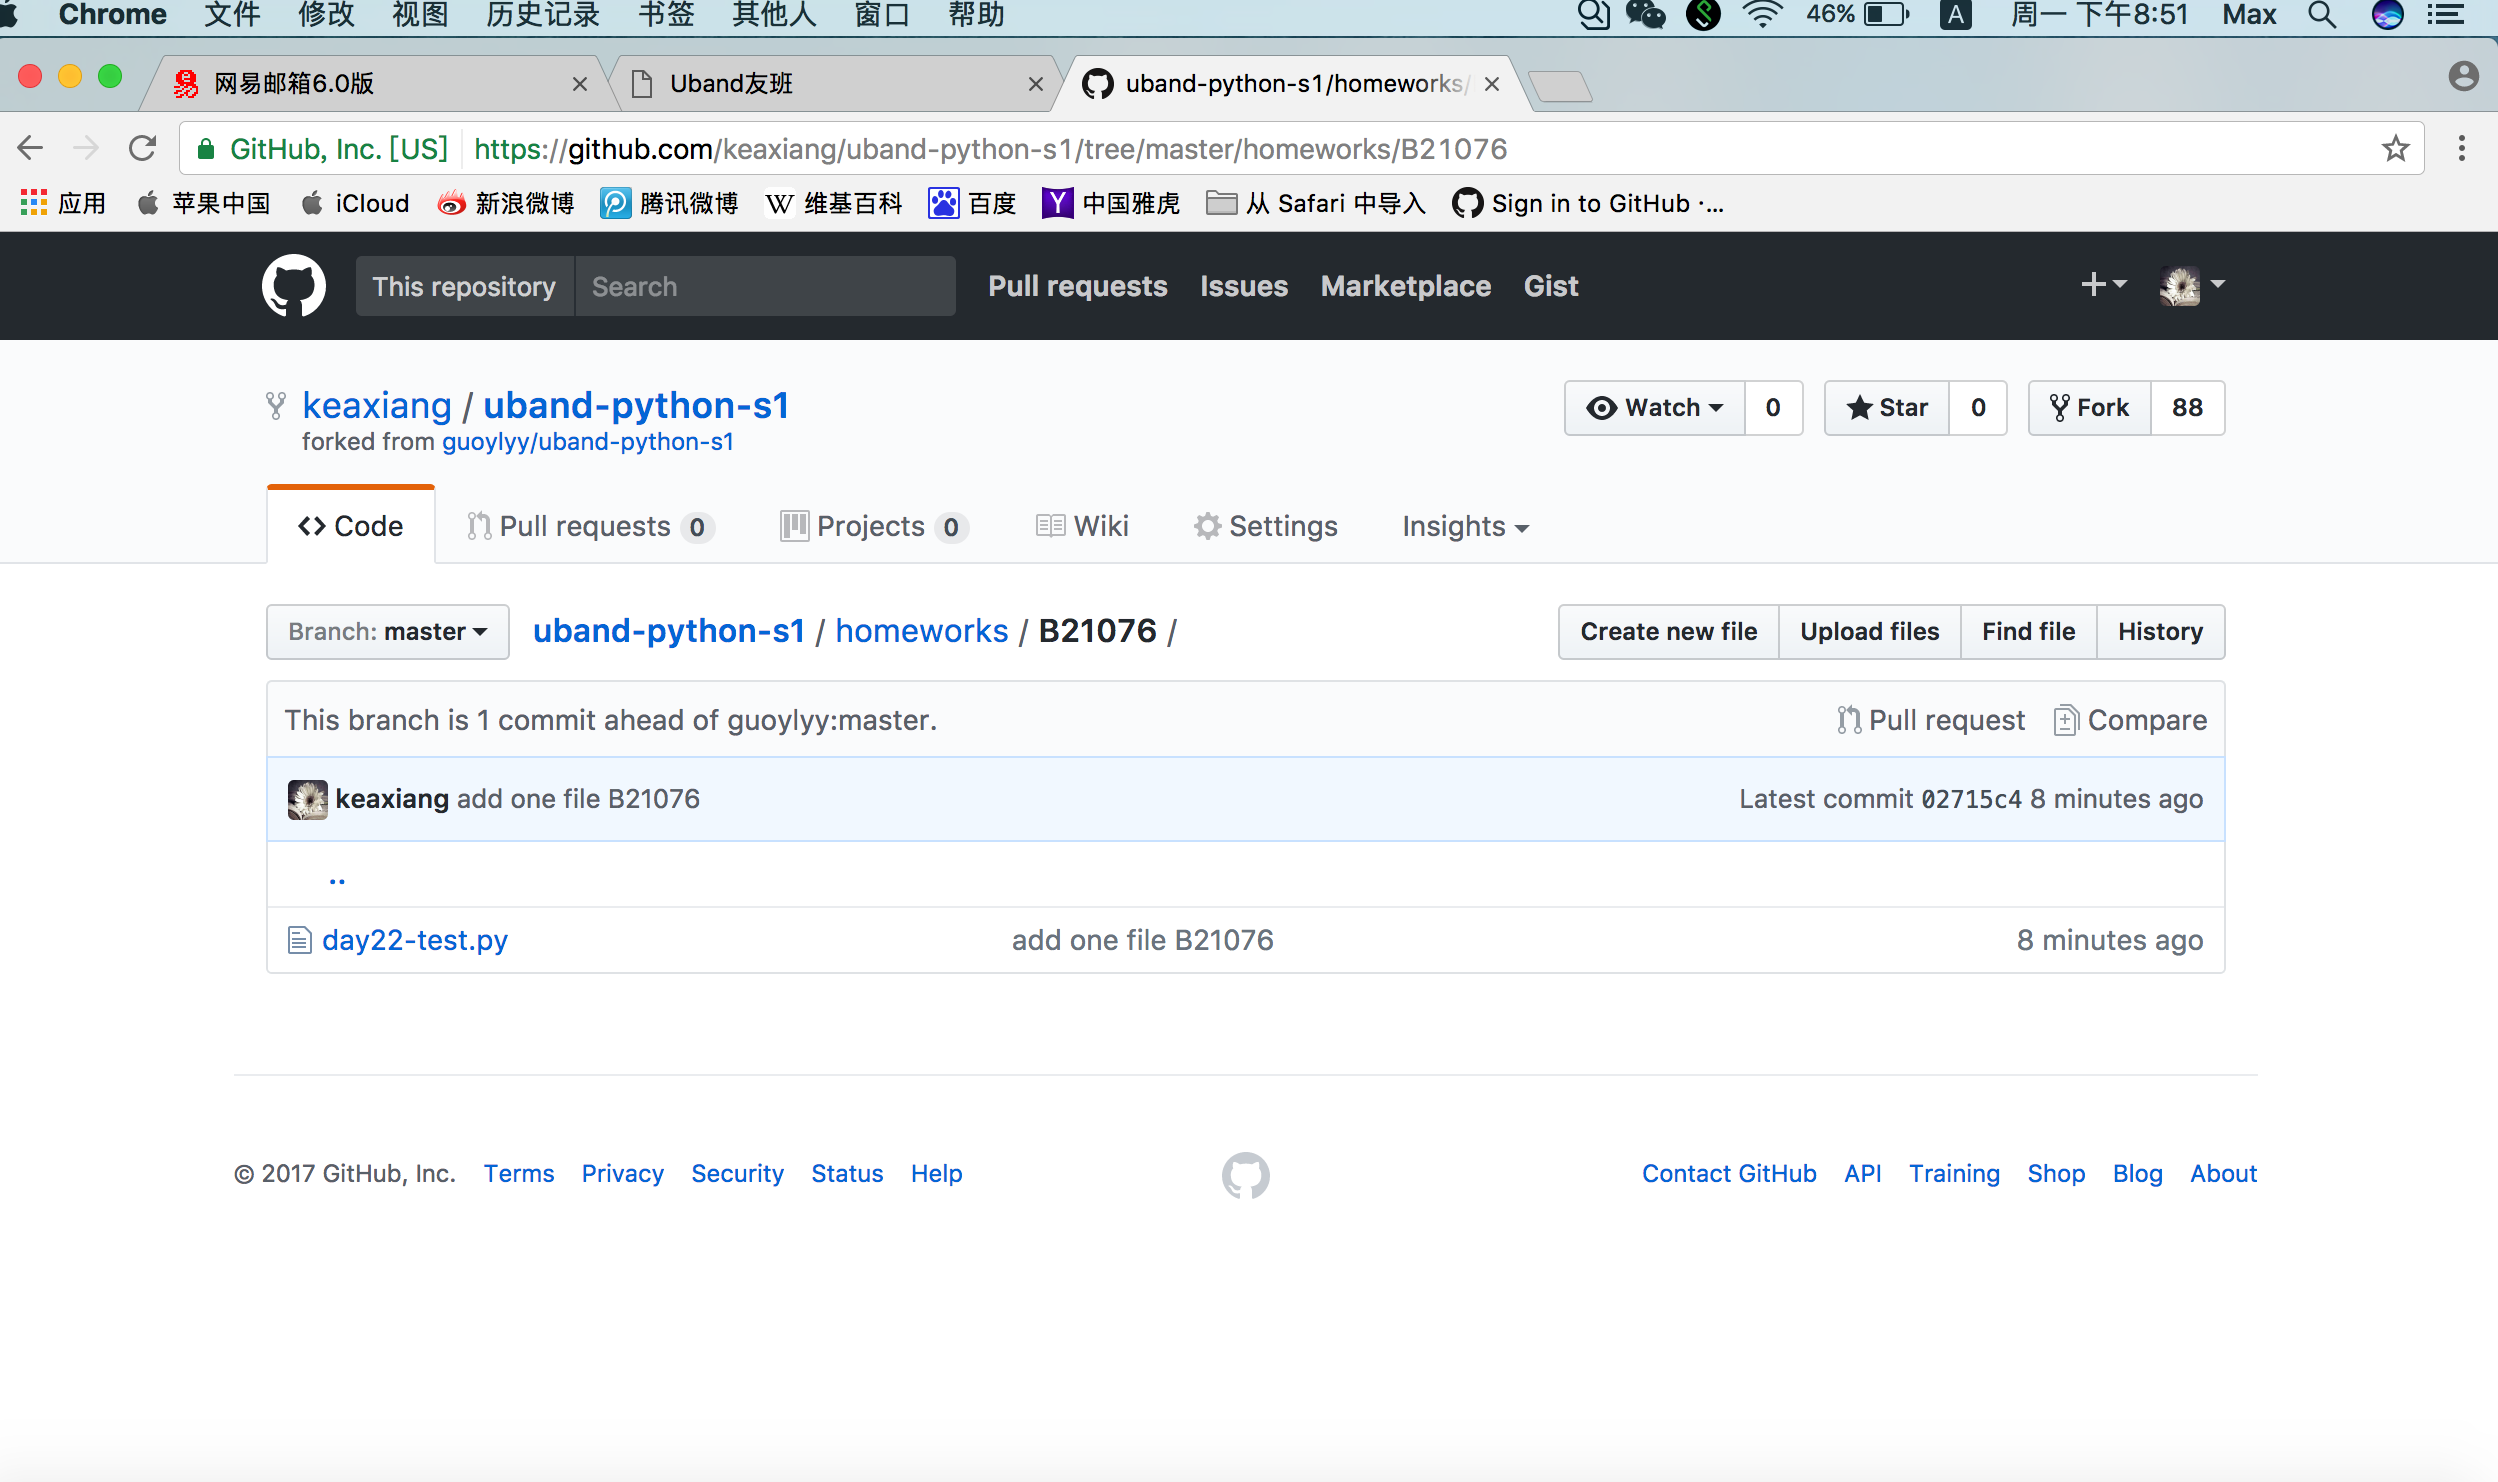 Chrome 文件 修改 视图 历史记录 书签 其他人 窗口 帮助 46% A 周一 下午8:51 Max
网易邮箱6.0版 Uband友班 uband-python-s1/homeworks/
GitHub, Inc. [US] https://github.com/keaxiang/uband-python-s1/tree/master/homeworks/B21076
应用 苹果中国 iCloud 新浪微博 腾讯微博 W 维基百科 百度 Y 中国雅虎 从 Safari 中导入 Sign in to GitHub ·...
This repository Search Pull requests Issues Marketplace Gist
keaxiang / uband-python-s1 Watch 0 Star 0 Fork 88
forked from guoylyy/uband-python-s1
Code Pull requests 0 Projects 0 Wiki Settings Insights
Branch: master uband-python-s1 / homeworks / B21076 / Create new file Upload files Find file History
This branch is 1 commit ahead of guoylyy:master. Pull request Compare
keaxiang add one file B21076 Latest commit 02715c4 8 minutes ago
..
day22-test.py add one file B21076 8 minutes ago
© 2017 GitHub, Inc. Terms Privacy Security Status Help Contact GitHub API Training Shop Blog About